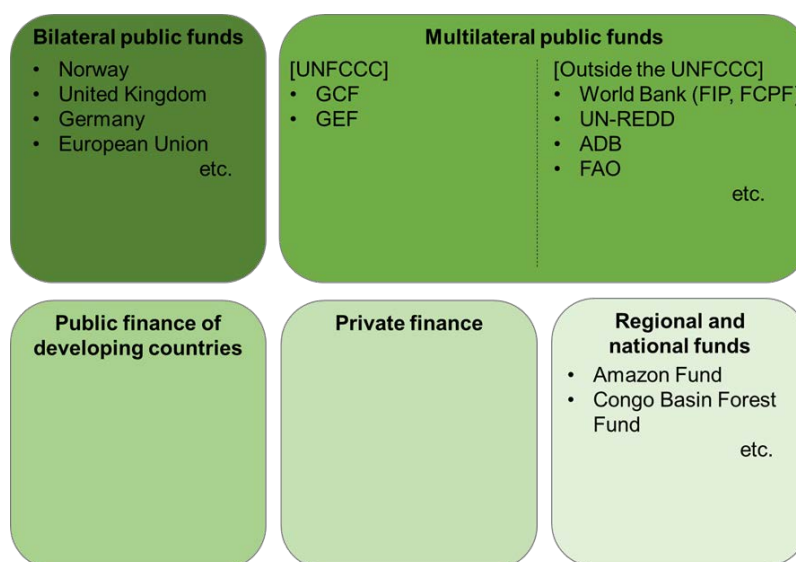 Bilateral public funds
• Norway
• United Kingdom
• Germany
• European Union
etc.
Multilateral public funds
[UNFCCC]
• GCF
• GEF
[Outside the UNFCCC]
• World Bank (FIP, FCPF)
• UN-REDD
• ADB
• FAO
etc.
Public finance of
developing countries
Private finance
Regional and
national funds
• Amazon Fund
• Congo Basin Forest
Fund
etc.